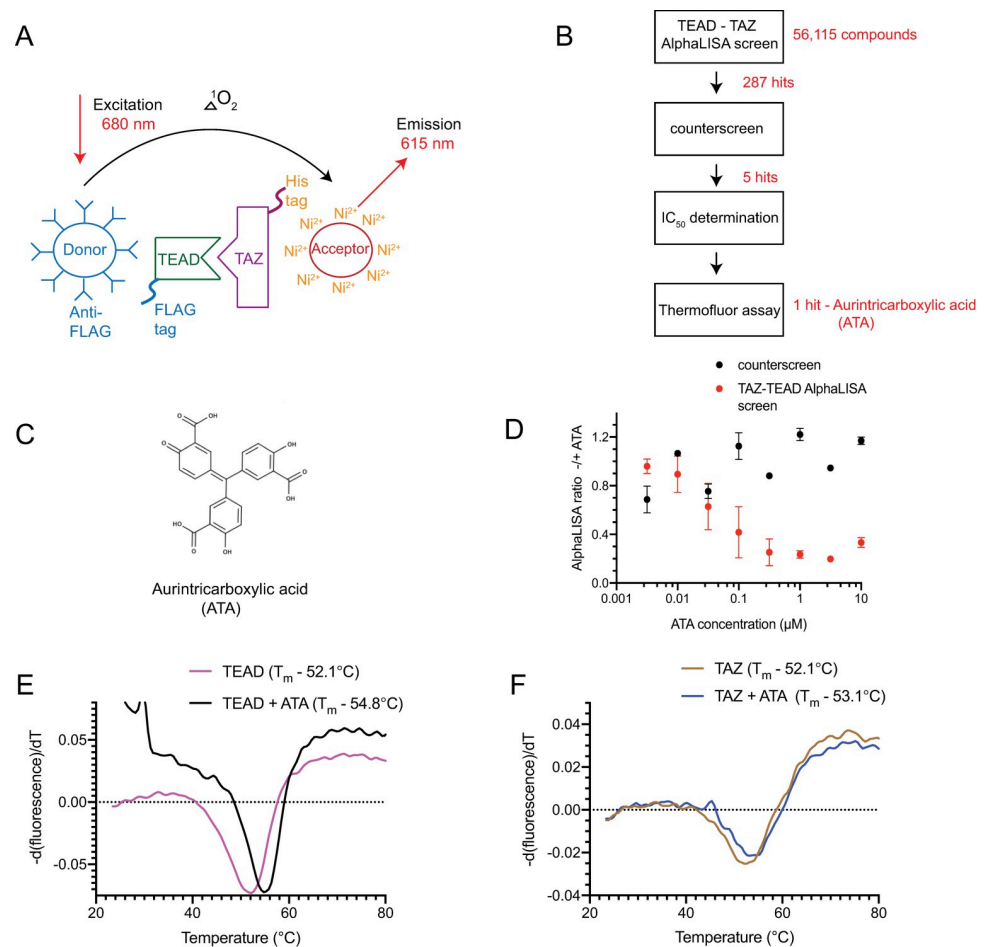 A
Excitation
680 nm
¹O₂
△
Emission
615 nm
His
tag
Ni²⁺
Ni²⁺
Ni²⁺
Ni²⁺
Ni²⁺
Ni²⁺
Ni²⁺
Ni²⁺
Donor
TEAD
TAZ
Acceptor
Anti-
FLAG
FLAG
tag
B
TEAD - TAZ
AlphaLISA screen
56,115 compounds
287 hits
counterscreen
5 hits
IC₅₀ determination
Thermofluor assay
1 hit - Aurintricarboxylic acid
(ATA)
C
O
OH
O
OH
O
OH
HO
O
OH
Aurintricarboxylic acid
(ATA)
D
counterscreen
TAZ-TEAD AlphaLISA
screen
AlphaLISA ratio -/+ ATA
1.2
0.8
0.4
0.0
0.001
0.01
0.1
1
10
ATA concentration (µM)
E
TEAD (Tₘ - 52.1°C)
TEAD + ATA (Tₘ - 54.8°C)
-d(fluorescence)/dT
0.05
0.00
-0.05
20
40
60
80
Temperature (°C)
F
TAZ (Tₘ - 52.1°C)
TAZ + ATA (Tₘ - 53.1°C)
-d(fluorescence)/dT
0.04
0.02
0.00
-0.02
-0.04
20
40
60
80
Temperature (°C)